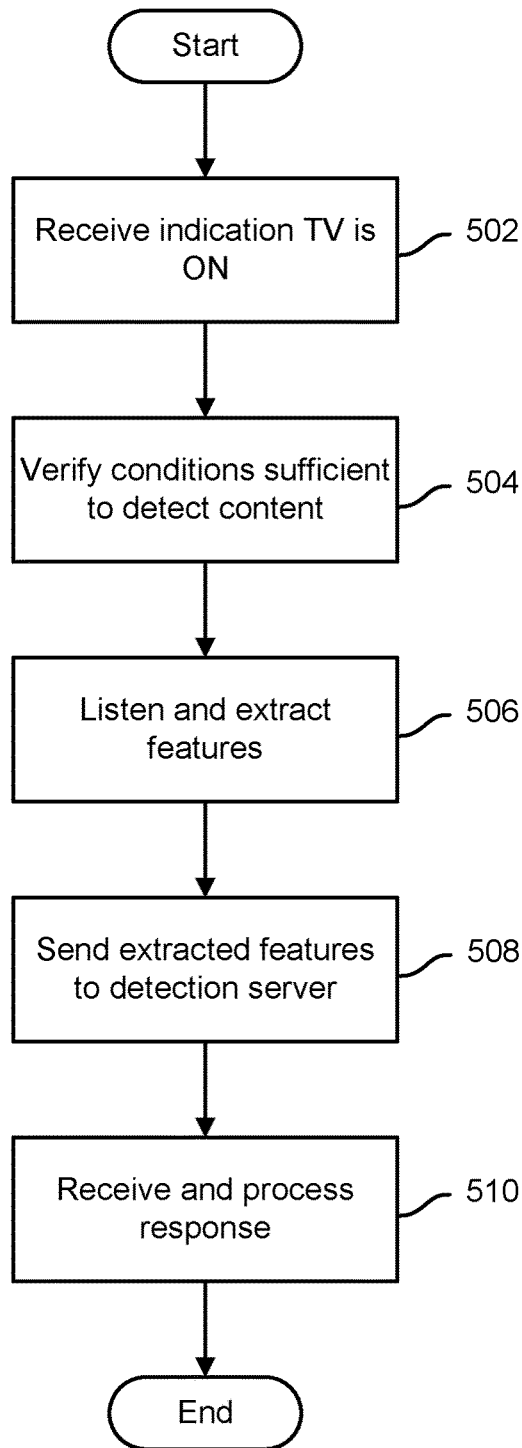 Start
Receive indication TV is
ON
502
Verify conditions sufficient
to detect content
504
Listen and extract
features
506
Send extracted features
to detection server
508
Receive and process
response
510
End